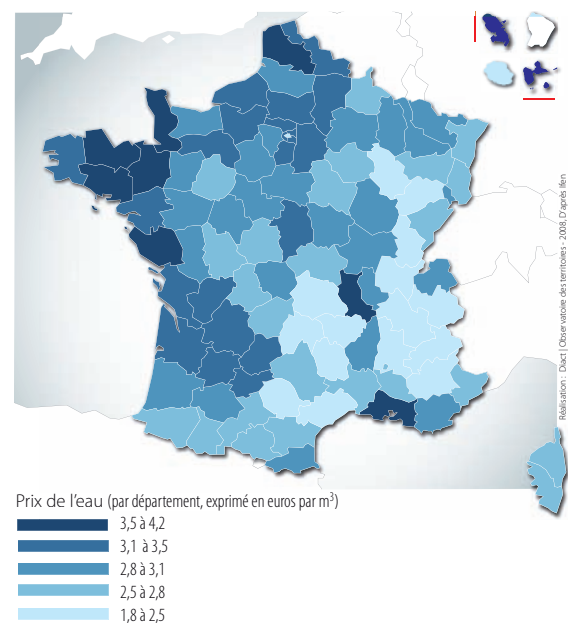 Réalisation : Diact | Observatoire des territoires - 2008, D'après Ifen
Prix de l'eau (par département, exprimé en euros par m³)
3,5 à 4,2
3,1 à 3,5
2,8 à 3,1
2,5 à 2,8
1,8 à 2,5